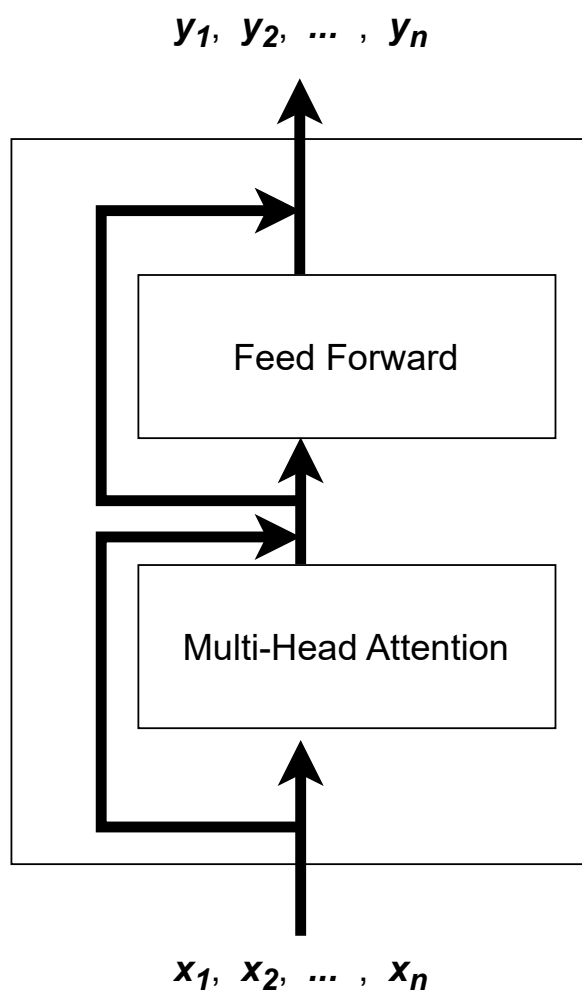 y1, y2, ... , yn
Feed Forward
Multi-Head Attention
x1, x2, ... , xn